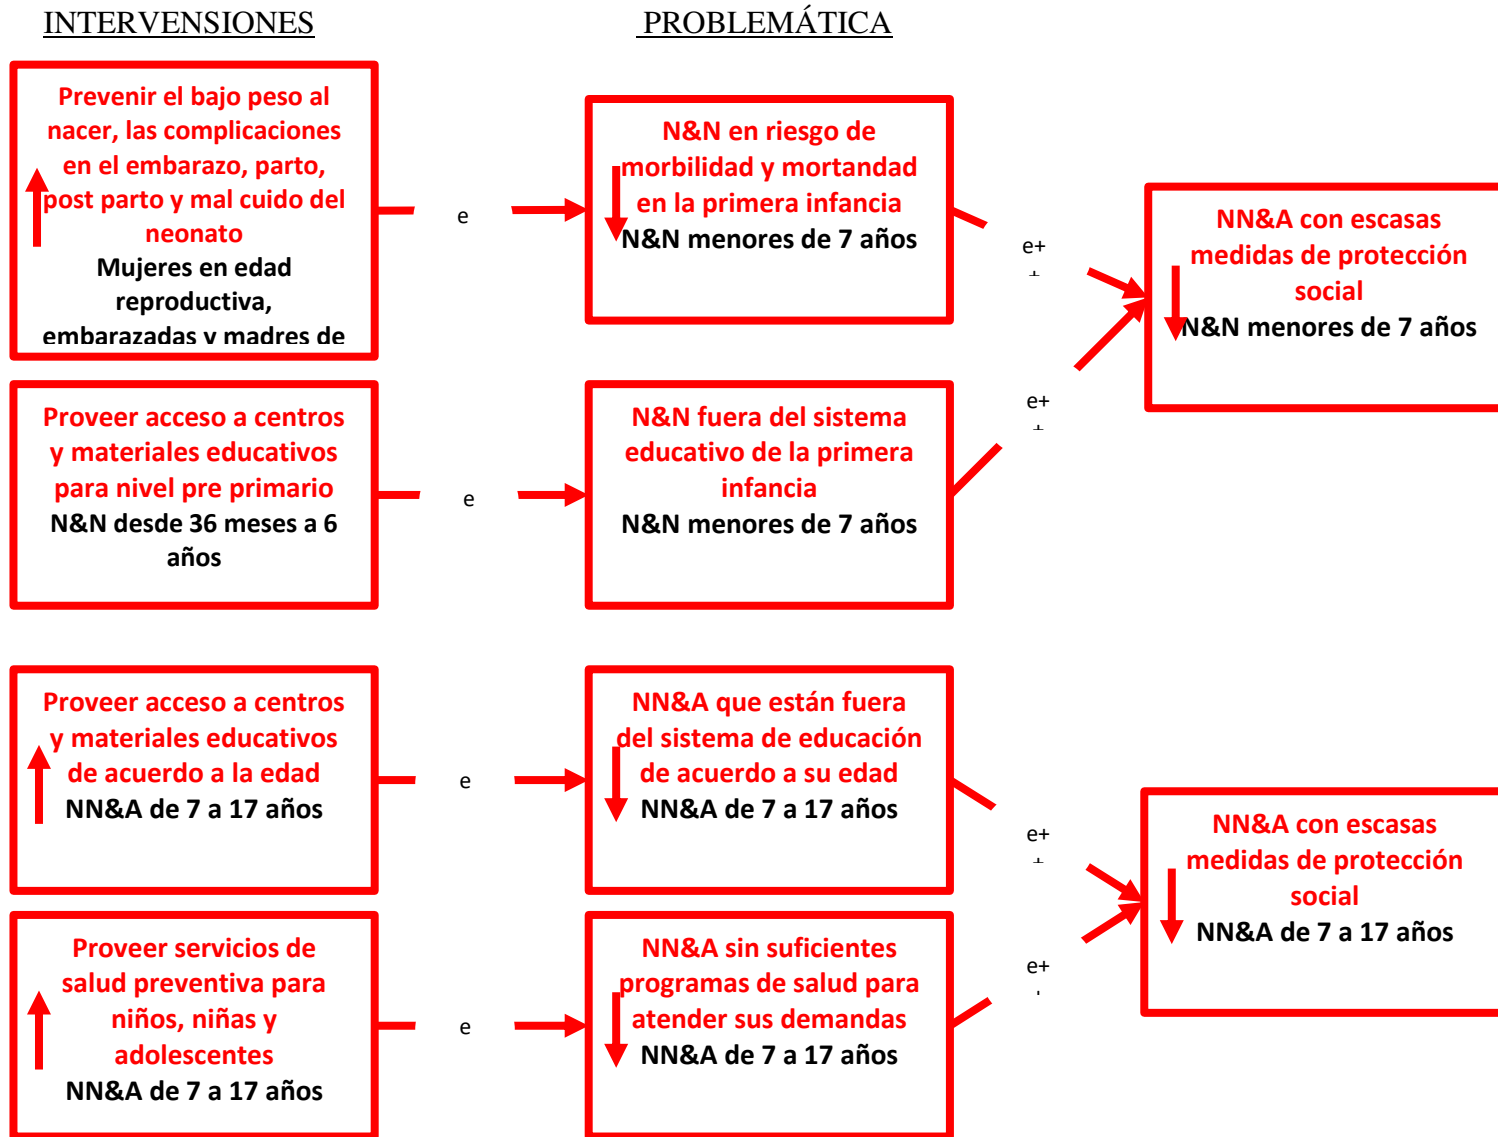 INTERVENSIONES
PROBLEMÁTICA
Prevenir el bajo peso al
nacer, las complicaciones
en el embarazo, parto,
post parto y mal cuido del
neonato
Mujeres en edad
reproductiva,
embarazadas y madres de
e
N&N en riesgo de
morbilidad y mortandad
en la primera infancia
N&N menores de 7 años
e+
+
NN&A con escasas
medidas de protección
social
N&N menores de 7 años
Proveer acceso a centros
y materiales educativos
para nivel pre primario
N&N desde 36 meses a 6
años
e
N&N fuera del sistema
educativo de la primera
infancia
N&N menores de 7 años
e+
+
Proveer acceso a centros
y materiales educativos
de acuerdo a la edad
NN&A de 7 a 17 años
e
NN&A que están fuera
del sistema de educación
de acuerdo a su edad
NN&A de 7 a 17 años
e+
+
NN&A con escasas
medidas de protección
social
NN&A de 7 a 17 años
Proveer servicios de
salud preventiva para
niños, niñas y
adolescentes
NN&A de 7 a 17 años
e
NN&A sin suficientes
programas de salud para
atender sus demandas
NN&A de 7 a 17 años
e+